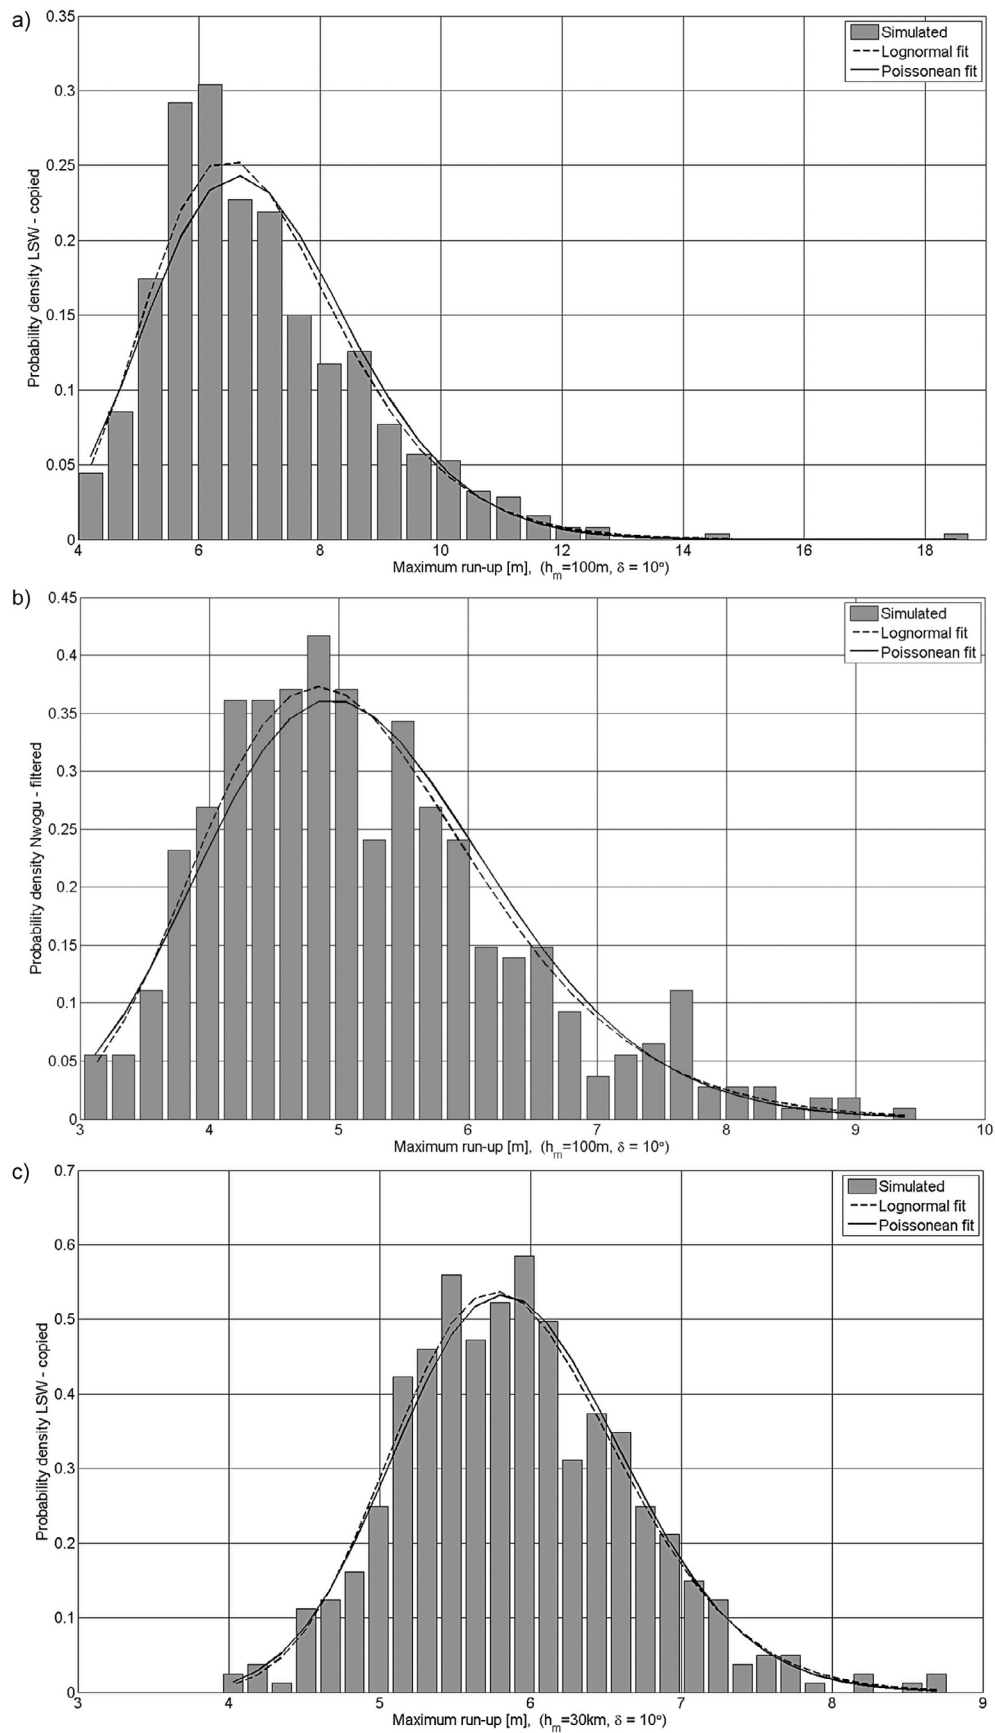 a)
0.35
0.3
0.25
0.2
0.15
0.1
0.05
0
Probability density LSW - copied
Simulated
Lognormal fit
Poissonean fit
4 6 8 10 12 14 16 18
Maximum run-up [m], (hm=100m, δ = 10°)
b)
0.45
0.4
0.35
0.3
0.25
0.2
0.15
0.1
0.05
0
Probability density Nwogu - filtered
Simulated
Lognormal fit
Poissonean fit
3 4 5 6 7 8 9 10
Maximum run-up [m], (hm=100m, δ = 10°)
c)
0.7
0.6
0.5
0.4
0.3
0.2
0.1
0
Probability density LSW - copied
Simulated
Lognormal fit
Poissonean fit
3 4 5 6 7 8 9
Maximum run-up [m], (hm=30km, δ = 10°)